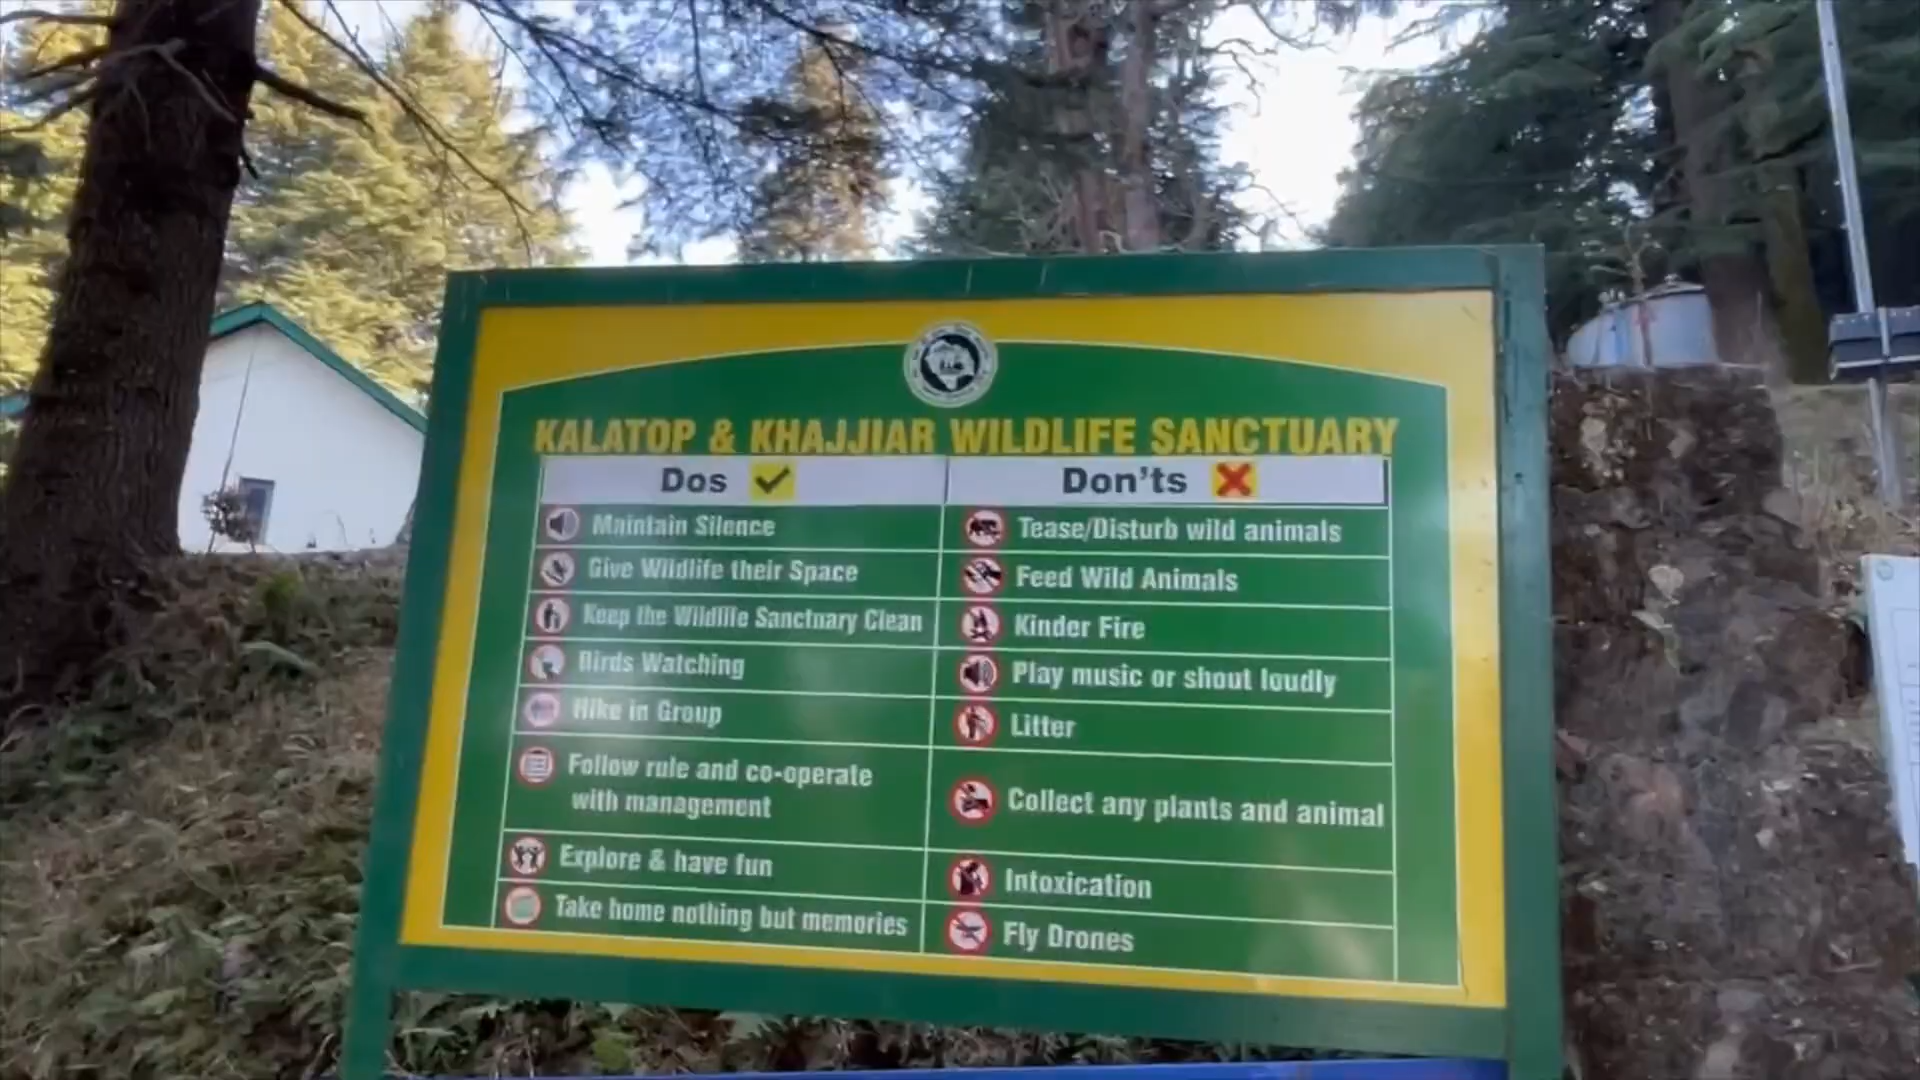 KALATOP & KHAJJIAR WILDLIFE SANCTUARY
Dos
Don'ts
Maintain Silence
Tease/Disturb wild animals
Give Wildlife their Space
Feed Wild Animals
Keep the Wildlife Sanctuary Clean
Kinder Fire
Birds Watching
Play music or shout loudly
Hike in Group
Litter
Follow rule and co-operate
with management
Collect any plants and animal
Explore & have fun
Intoxication
Take home nothing but memories
Fly Drones